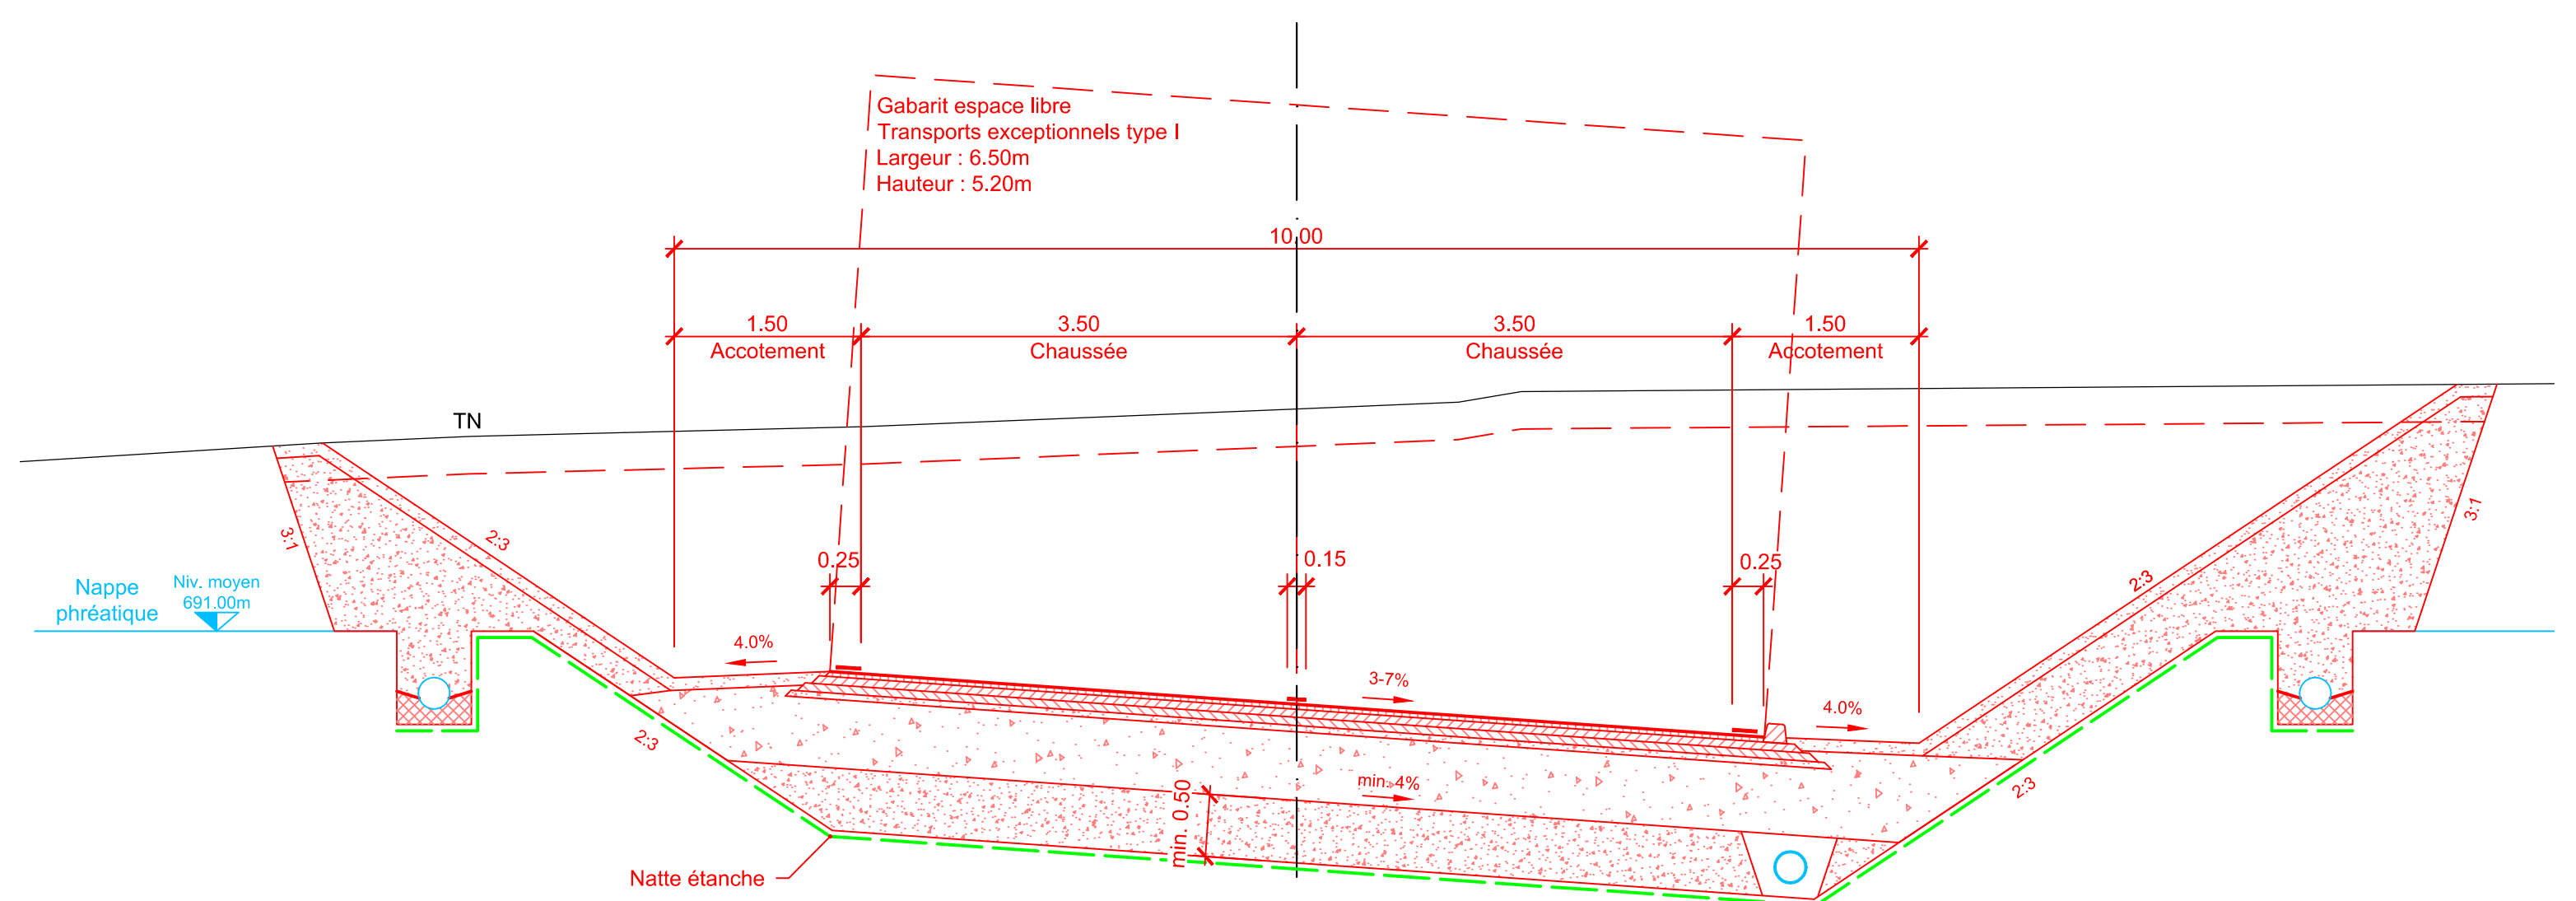 Gabarit espace libre
Transports exceptionnels type I
Largeur : 6.50m
Hauteur : 5.20m
10.00
1.50
3.50
3.50
1.50
Accotement
Chaussée
Chaussée
Accotement
TN
3:1
2:3
0.25
0.15
0.25
2:3
3:1
Nappe
phréatique
Niv. moyen
691.00m
4.0%
3-7%
4.0%
2:3
min. 4%
min. 0.50
2:3
Natte étanche